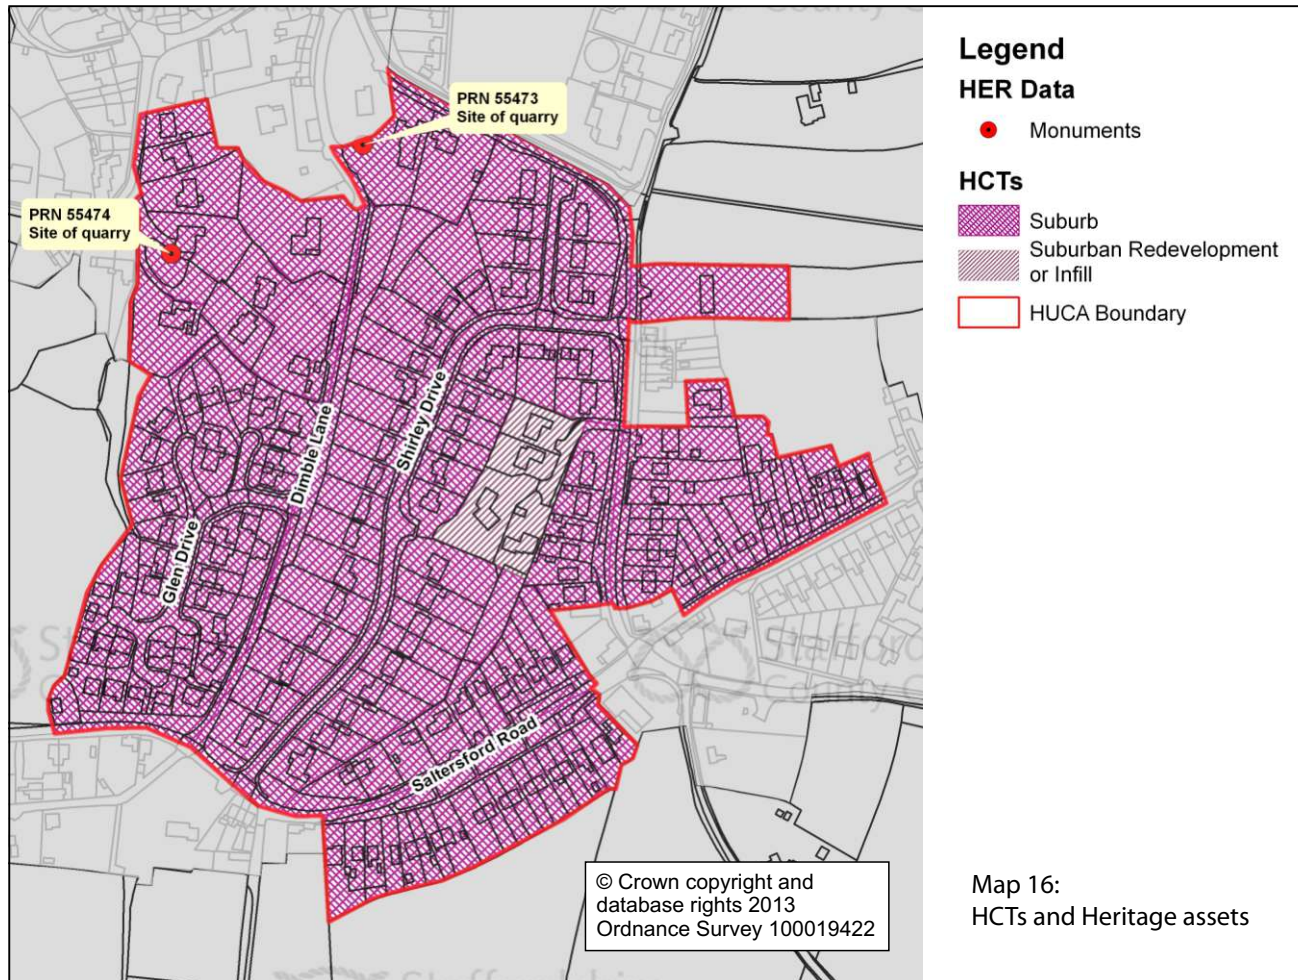 PRN 55473
Site of quarry
PRN 55474
Site of quarry
Dimble Lane
Shirley Drive
Glen Drive
Saltersford Road
© Crown copyright and
database rights 2013
Ordnance Survey 100019422
Legend
HER Data
Monuments
HCTs
Suburb
Suburban Redevelopment
or Infill
HUCA Boundary
Map 16:
HCTs and Heritage assets